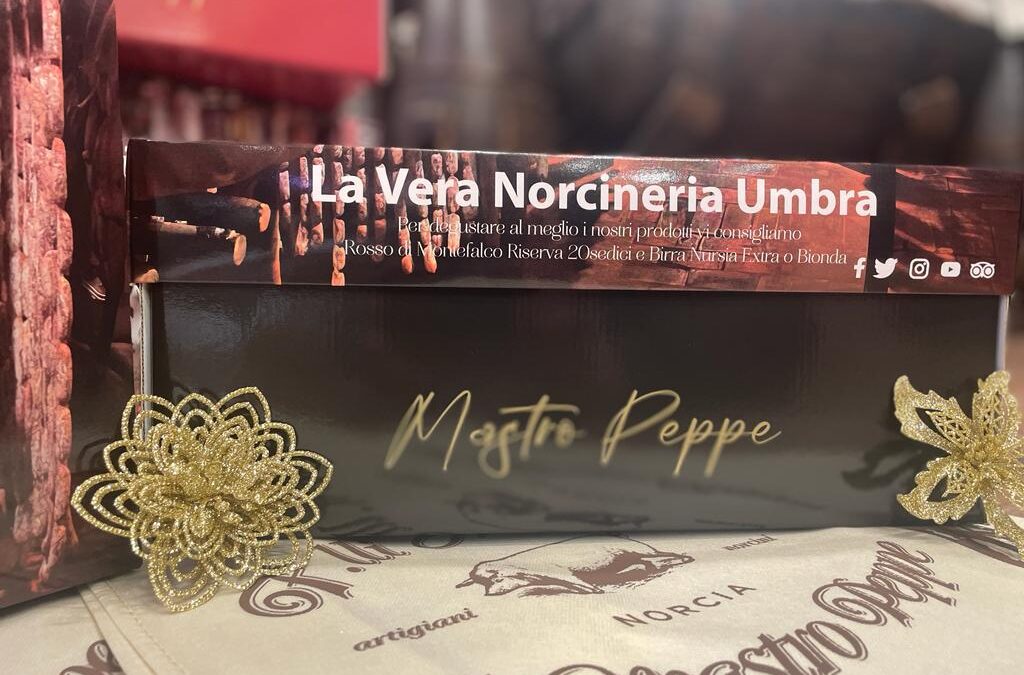 La Vera Norcineria Umbra
Per degustare al meglio i nostri prodotti vi consigliamo
Rosso di Montefalco Riserva 20sedici e Birra Nursia Extra o Bionda
Mastro Peppe
artigiani
norcini
NORCIA
Mastro Peppe